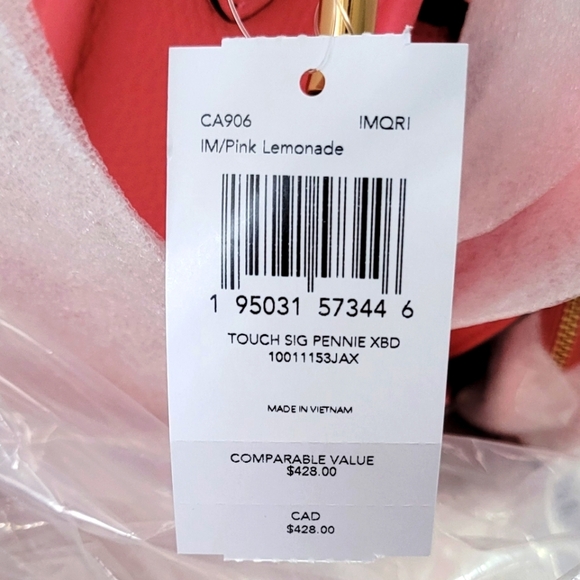 CA906 IMQRI
IM/Pink Lemonade
1 95031 57344 6
TOUCH SIG PENNIE XBD
10011153JAX
MADE IN VIETNAM
COMPARABLE VALUE
$428.00
CAD
$428.00